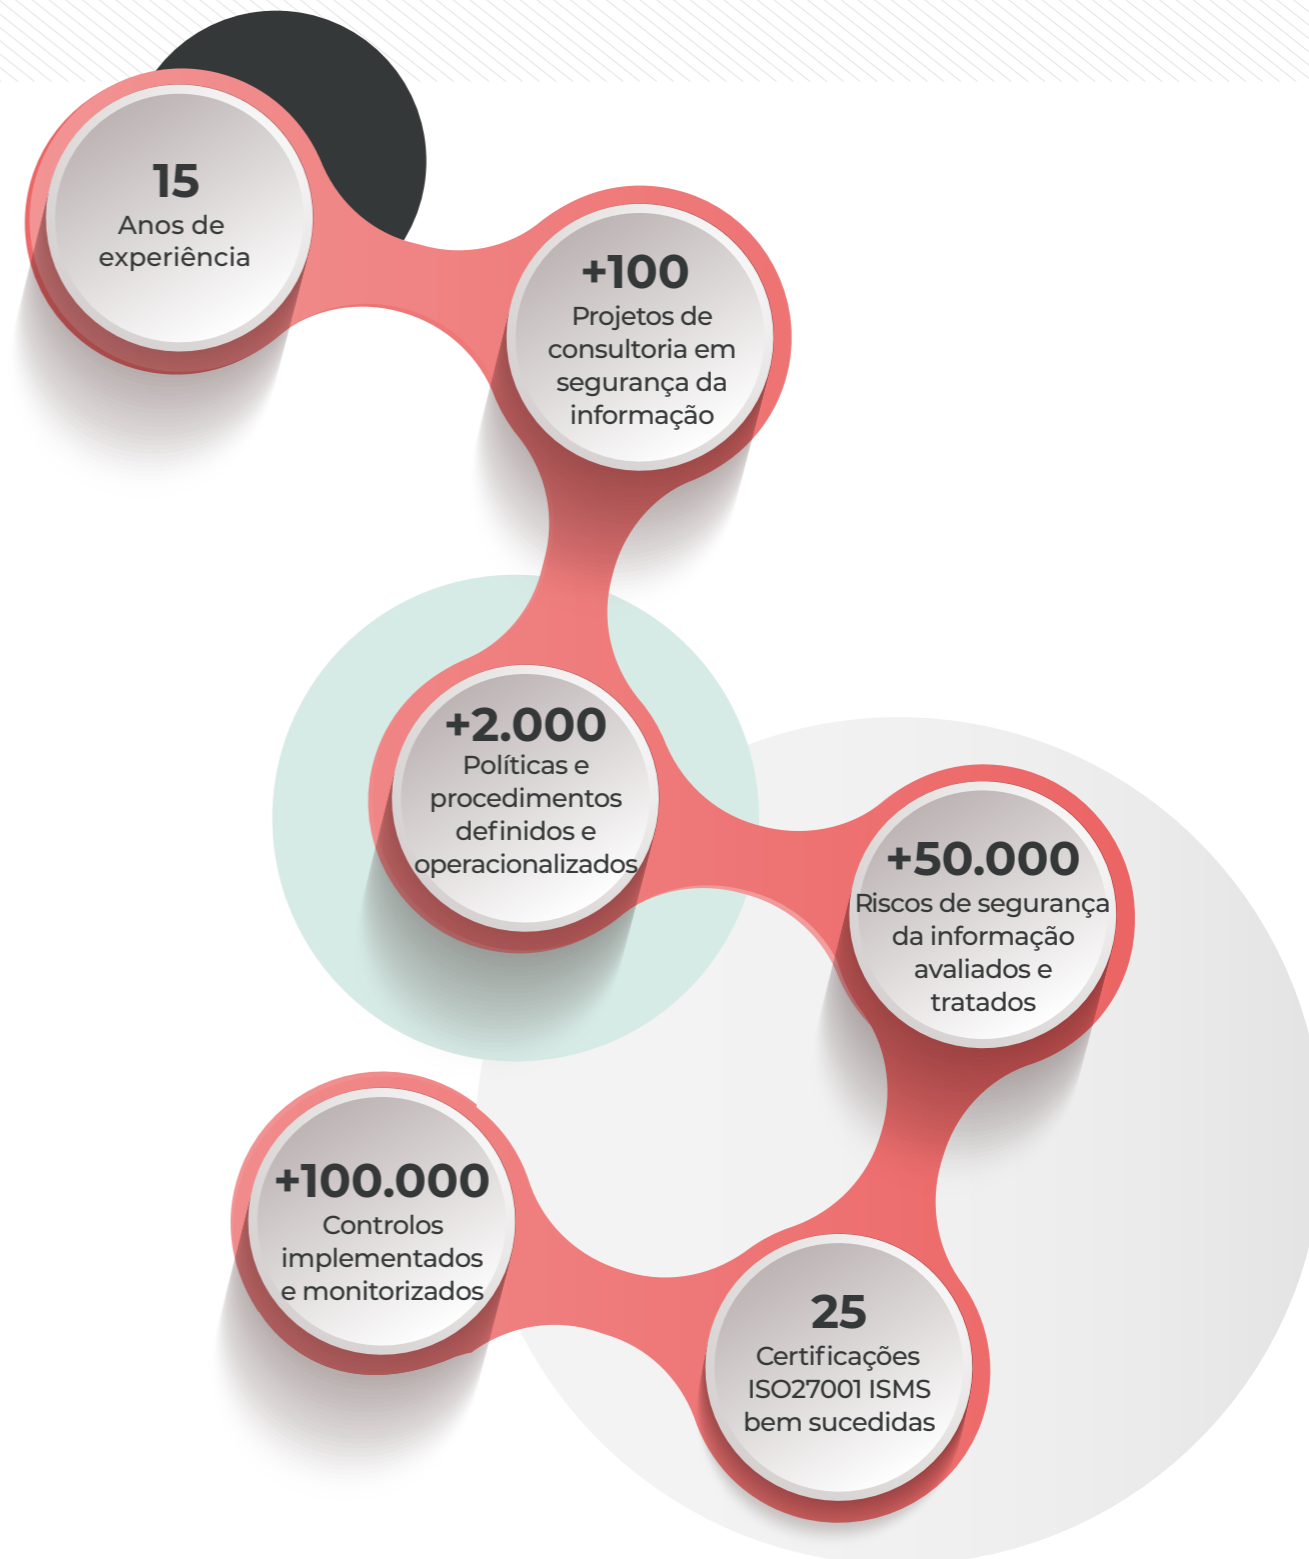 15
Anos de
experiência
+100
Projetos de
consultoria em
segurança da
informação
+2.000
Políticas e
procedimentos
definidos e
operacionalizados
+50.000
Riscos de segurança
da informação
avaliados e
tratados
+100.000
Controlos
implementados
e monitorizados
25
Certificações
ISO27001 ISMS
bem sucedidas